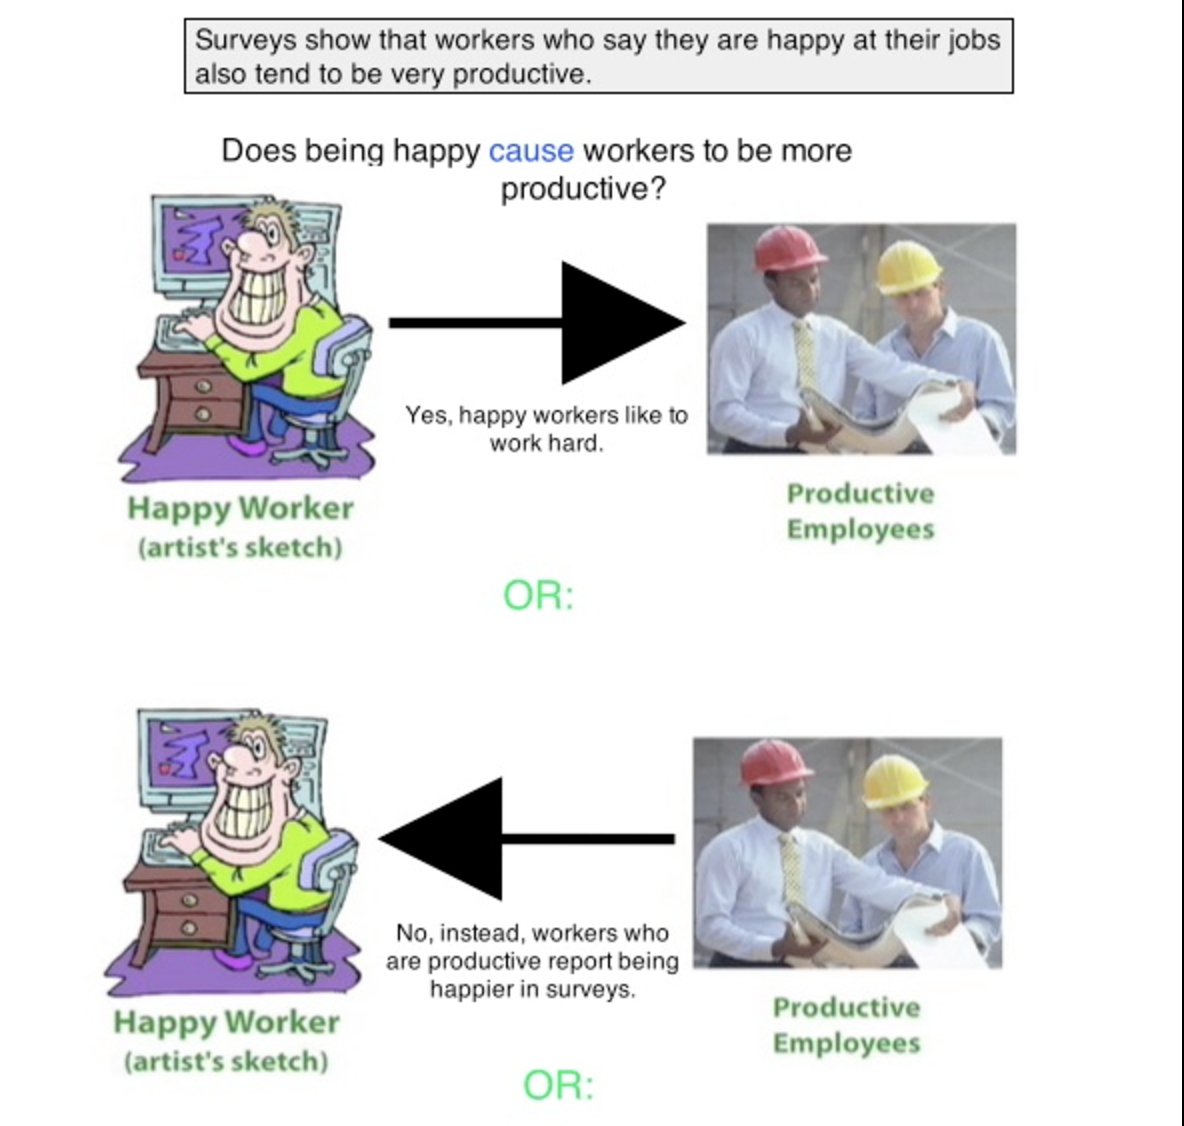 Surveys show that workers who say they are happy at their jobs
also tend to be very productive.
Does being happy cause workers to be more
productive?
Yes, happy workers like to
work hard.
Happy Worker
(artist's sketch)
Productive
Employees
OR:
No, instead, workers who
are productive report being
happier in surveys.
Happy Worker
(artist's sketch)
Productive
Employees
OR: